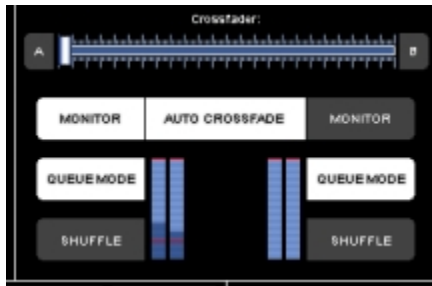 Crossfader:
A B
MONITOR AUTO CROSSFADE MONITOR
QUEUE MODE QUEUE MODE
SHUFFLE SHUFFLE